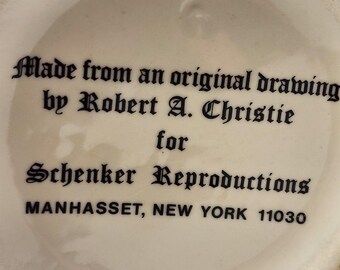 Made from an original drawing
by Robert A. Christie
for
Schenker Reproductions
MANHASSET, NEW YORK 11030